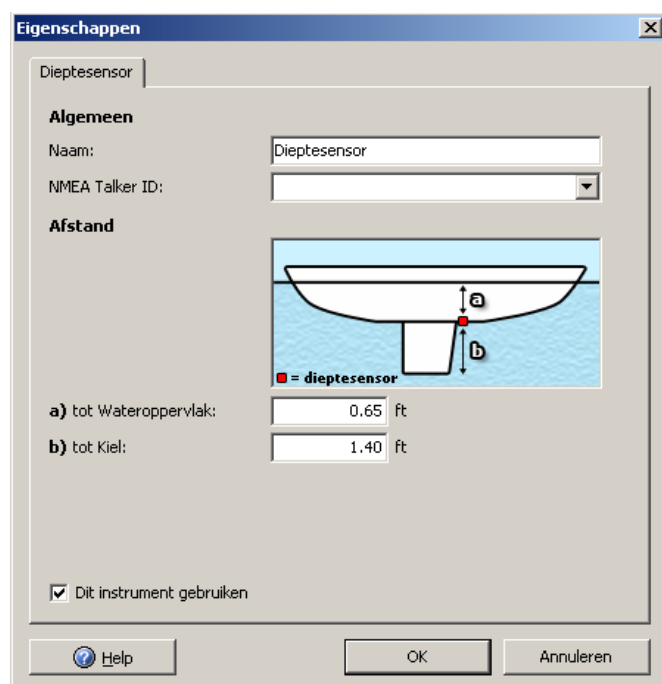 Eigenschappen
Dieptesensor
Algemeen
Naam: Dieptesensor
NMEA Talker ID:
Afstand
a
b
= dieptesensor
a) tot Wateroppervlak: 0.65 ft
b) tot Kiel: 1.40 ft
Dit instrument gebruiken
Help OK Annuleren